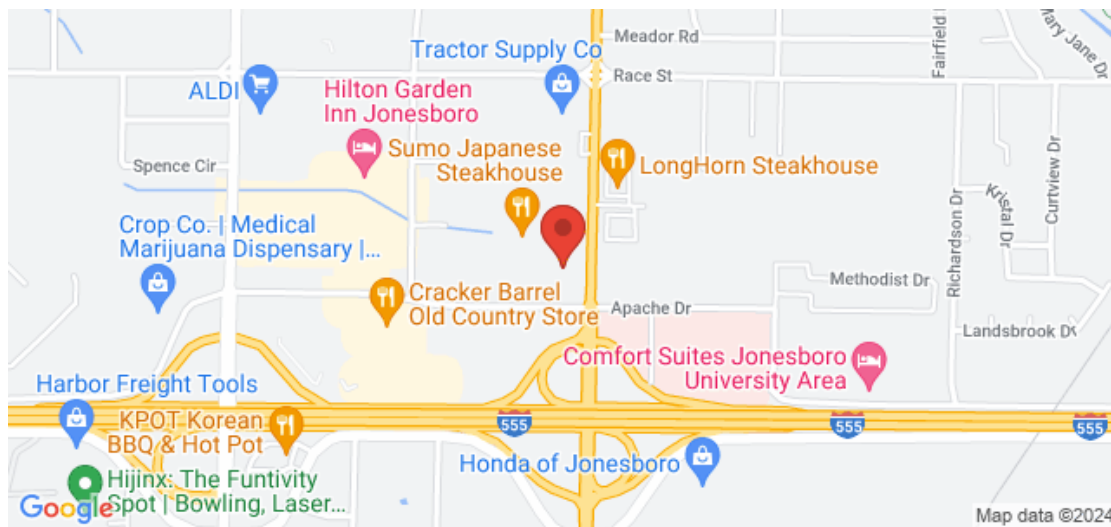 Meador Rd
Tractor Supply Co
Race St
Fairfield
Mary Jane Dr
ALDI
Hilton Garden
Inn Jonesboro
Sumo Japanese
Steakhouse
LongHorn Steakhouse
Spence Cir
Curtview Dr
Kristal Dr
Richardson Dr
Crop Co. | Medical
Marijuana Dispensary |...
Methodist Dr
Cracker Barrel
Old Country Store
Apache Dr
Landsbrook D
Comfort Suites Jonesboro
University Area
Harbor Freight Tools
KPOT Korean
BBQ & Hot Pot
555
555
555
Honda of Jonesboro
Hijinx: The Funtivity
Spot | Bowling, Laser...
Google
Map data ©2024